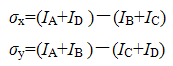 σx=(IA+ID )－(IB+IC)
σy=(IA+IB )－(IC+ID)